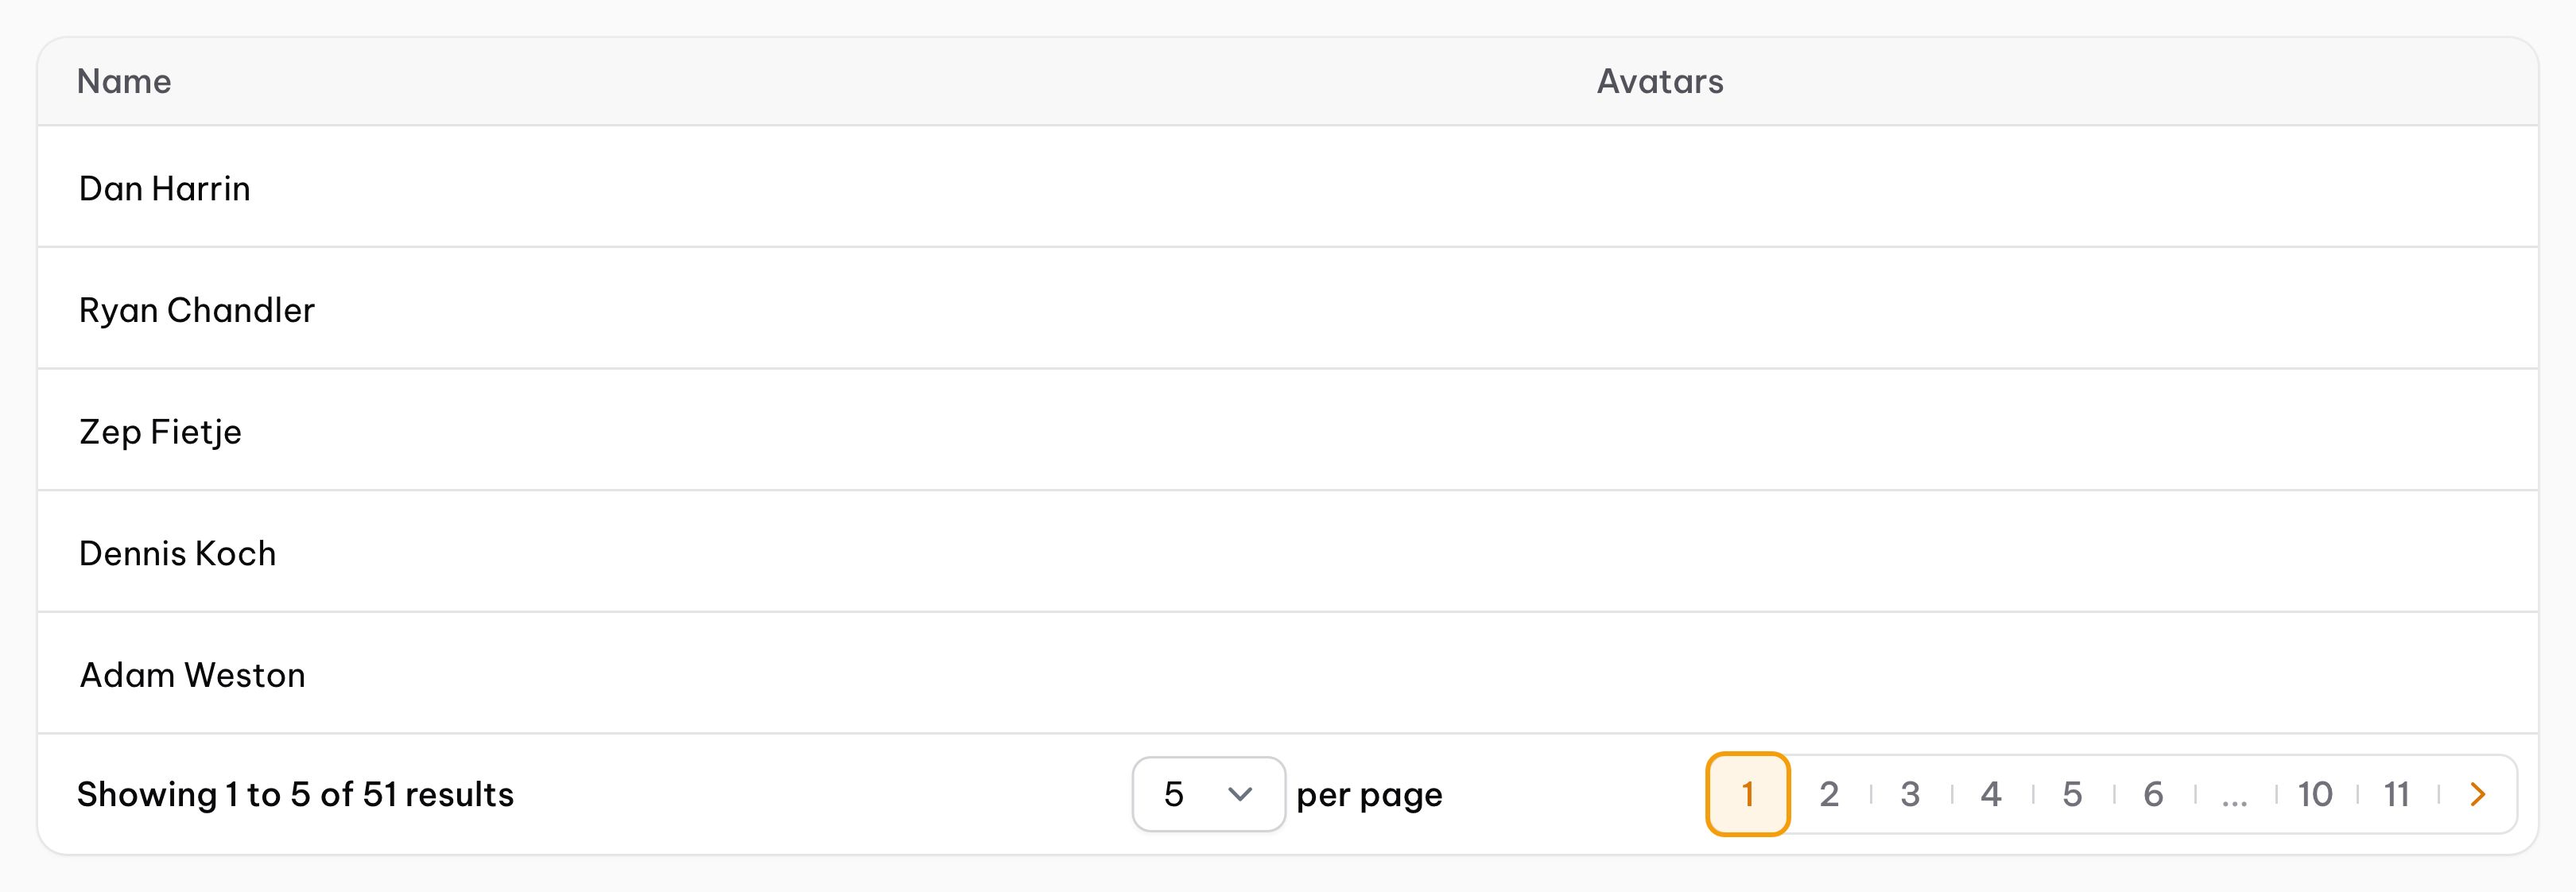 Name Avatars
Dan Harrin
Ryan Chandler
Zep Fietje
Dennis Koch
Adam Weston
Showing 1 to 5 of 51 results 5 per page 1 2 3 4 5 6 ... 10 11